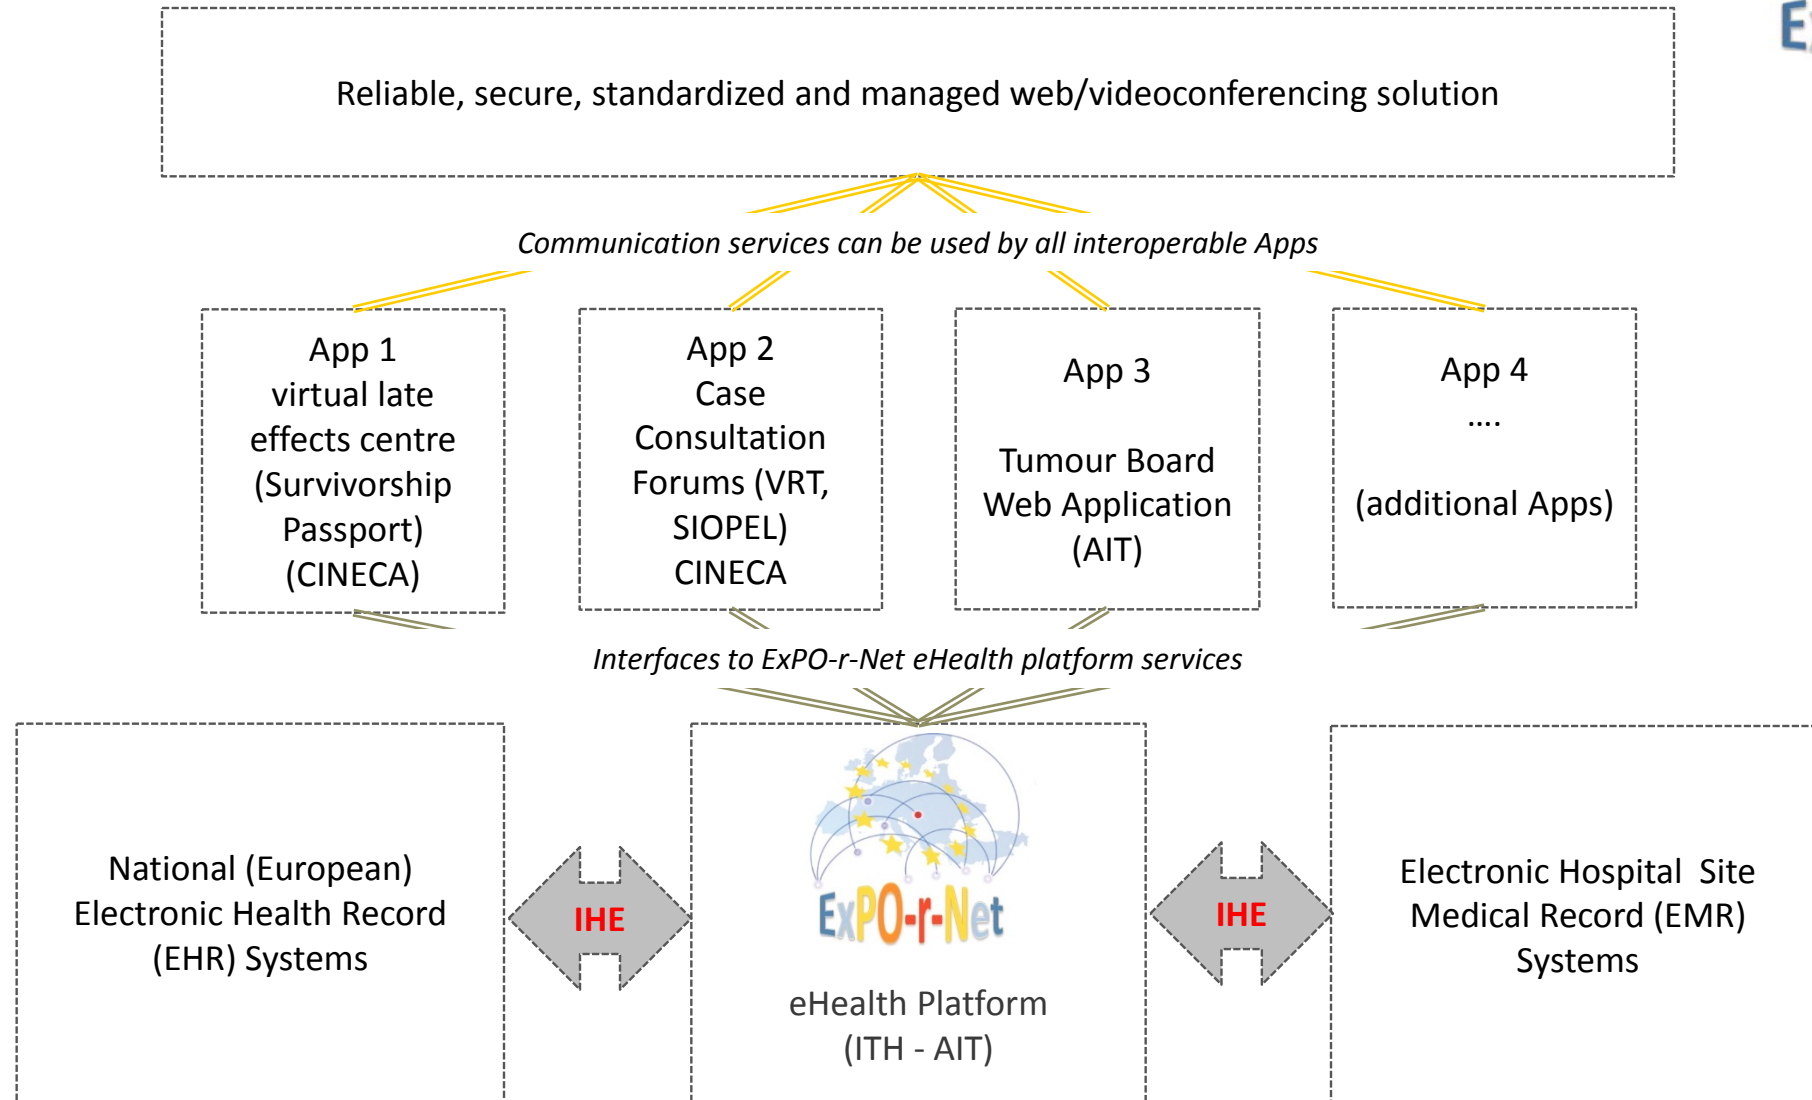 Ex
Reliable, secure, standardized and managed web/videoconferencing solution
Communication services can be used by all interoperable Apps
App 1
virtual late
effects centre
(Survivorship
Passport)
(CINECA)
App 2
Case
Consultation
Forums (VRT,
SIOPEL)
CINECA
App 3
Tumour Board
Web Application
(AIT)
App 4
....
(additional Apps)
Interfaces to ExPO-r-Net eHealth platform services
National (European)
Electronic Health Record
(EHR) Systems
IHE
ExPO-r-Net
eHealth Platform
(ITH - AIT)
IHE
Electronic Hospital  Site
Medical Record (EMR)
Systems